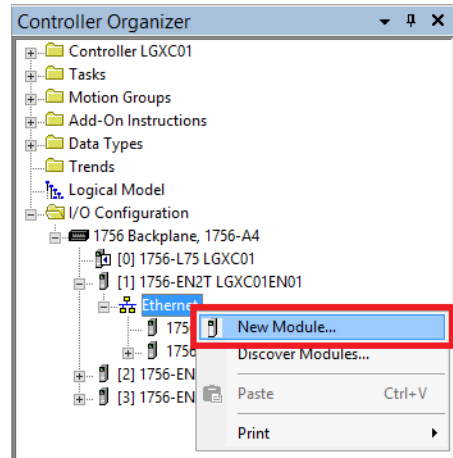 Controller Organizer
Controller LGXC01
Tasks
Motion Groups
Add-On Instructions
Data Types
Trends
Logical Model
I/O Configuration
1756 Backplane, 1756-A4
[0] 1756-L75 LGXC01
[1] 1756-EN2T LGXC01EN01
Ethernet
175
New Module...
1756
Discover Modules...
[2] 1756-EN
[3] 1756-EN
Paste Ctrl+V
Print